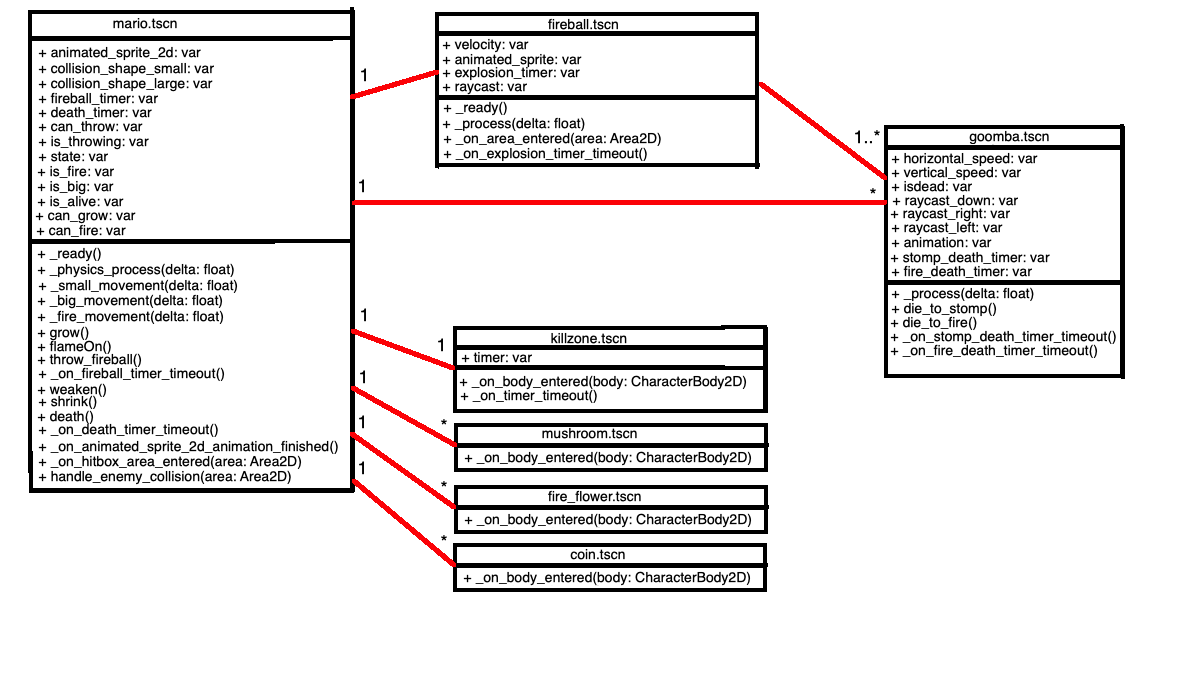 mario.tscn
+ animated_sprite_2d: var
+ collision_shape_small: var
+ collision_shape_large: var
+ fireball_timer: var
+ death_timer: var
+ can_throw: var
+ is_throwing: var
+ state: var
+ is_fire: var
+ is_big: var
+ is_alive: var
+ can_grow: var
+ can_fire: var
+ _ready()
+ _physics_process(delta: float)
+ _small_movement(delta: float)
+ _big_movement(delta: float)
+ _fire_movement(delta: float)
+ grow()
+ flameOn()
+ throw_fireball()
+ _on_fireball_timer_timeout()
+ weaken()
+ shrink()
+ death()
+ _on_death_timer_timeout()
+ _on_animated_sprite_2d_animation_finished()
+ _on_hitbox_area_entered(area: Area2D)
+ handle_enemy_collision(area: Area2D)
1
fireball.tscn
+ velocity: var
+ animated_sprite: var
+ explosion_timer: var
+ raycast: var
+ _ready()
+ _process(delta: float)
+ _on_area_entered(area: Area2D)
+ _on_explosion_timer_timeout()
1..*
1
*
goomba.tscn
+ horizontal_speed: var
+ vertical_speed: var
+ isdead: var
+ raycast_down: var
+ raycast_right: var
+ raycast_left: var
+ animation: var
+ stomp_death_timer: var
+ fire_death_timer: var
+ _process(delta: float)
+ die_to_stomp()
+ die_to_fire()
+ _on_stomp_death_timer_timeout()
+ _on_fire_death_timer_timeout()
1
1
killzone.tscn
+ timer: var
+ _on_body_entered(body: CharacterBody2D)
+ _on_timer_timeout()
1
*
mushroom.tscn
+ _on_body_entered(body: CharacterBody2D)
1
*
fire_flower.tscn
+ _on_body_entered(body: CharacterBody2D)
1
*
coin.tscn
+ _on_body_entered(body: CharacterBody2D)